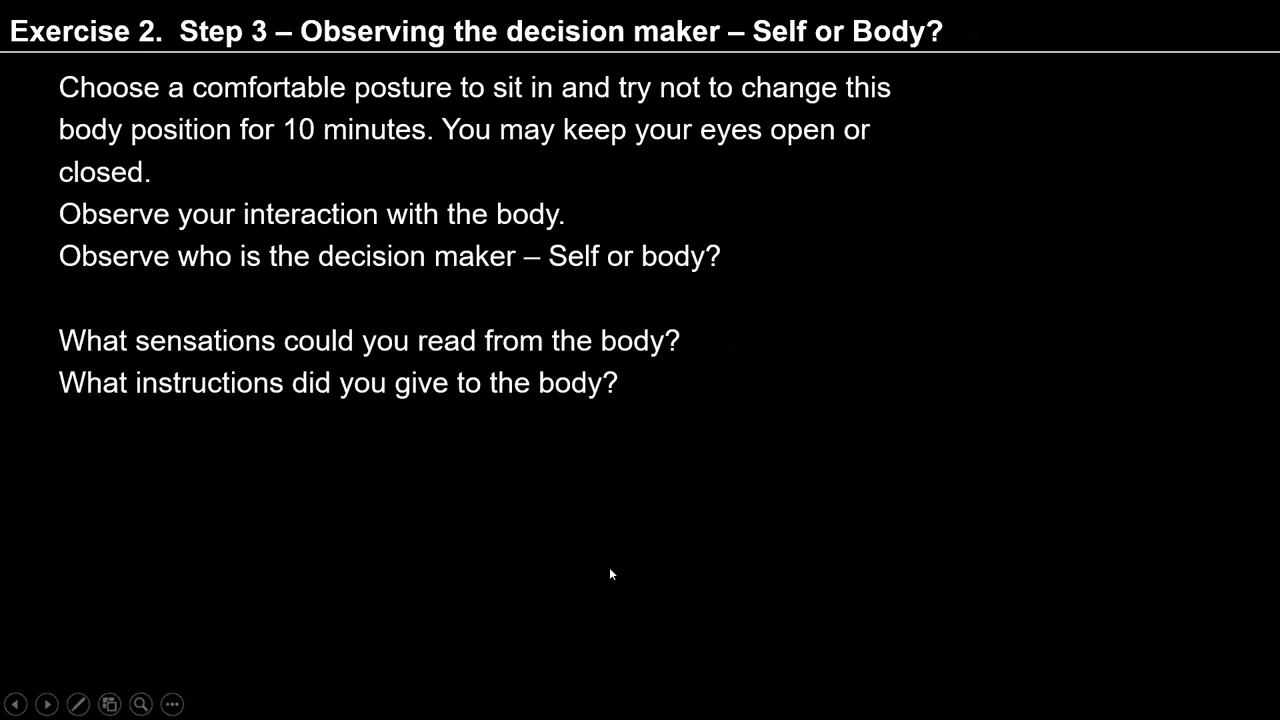 Exercise 2.  Step 3 – Observing the decision maker – Self or Body?
Choose a comfortable posture to sit in and try not to change this
body position for 10 minutes. You may keep your eyes open or
closed.
Observe your interaction with the body.
Observe who is the decision maker – Self or body?
What sensations could you read from the body?
What instructions did you give to the body?